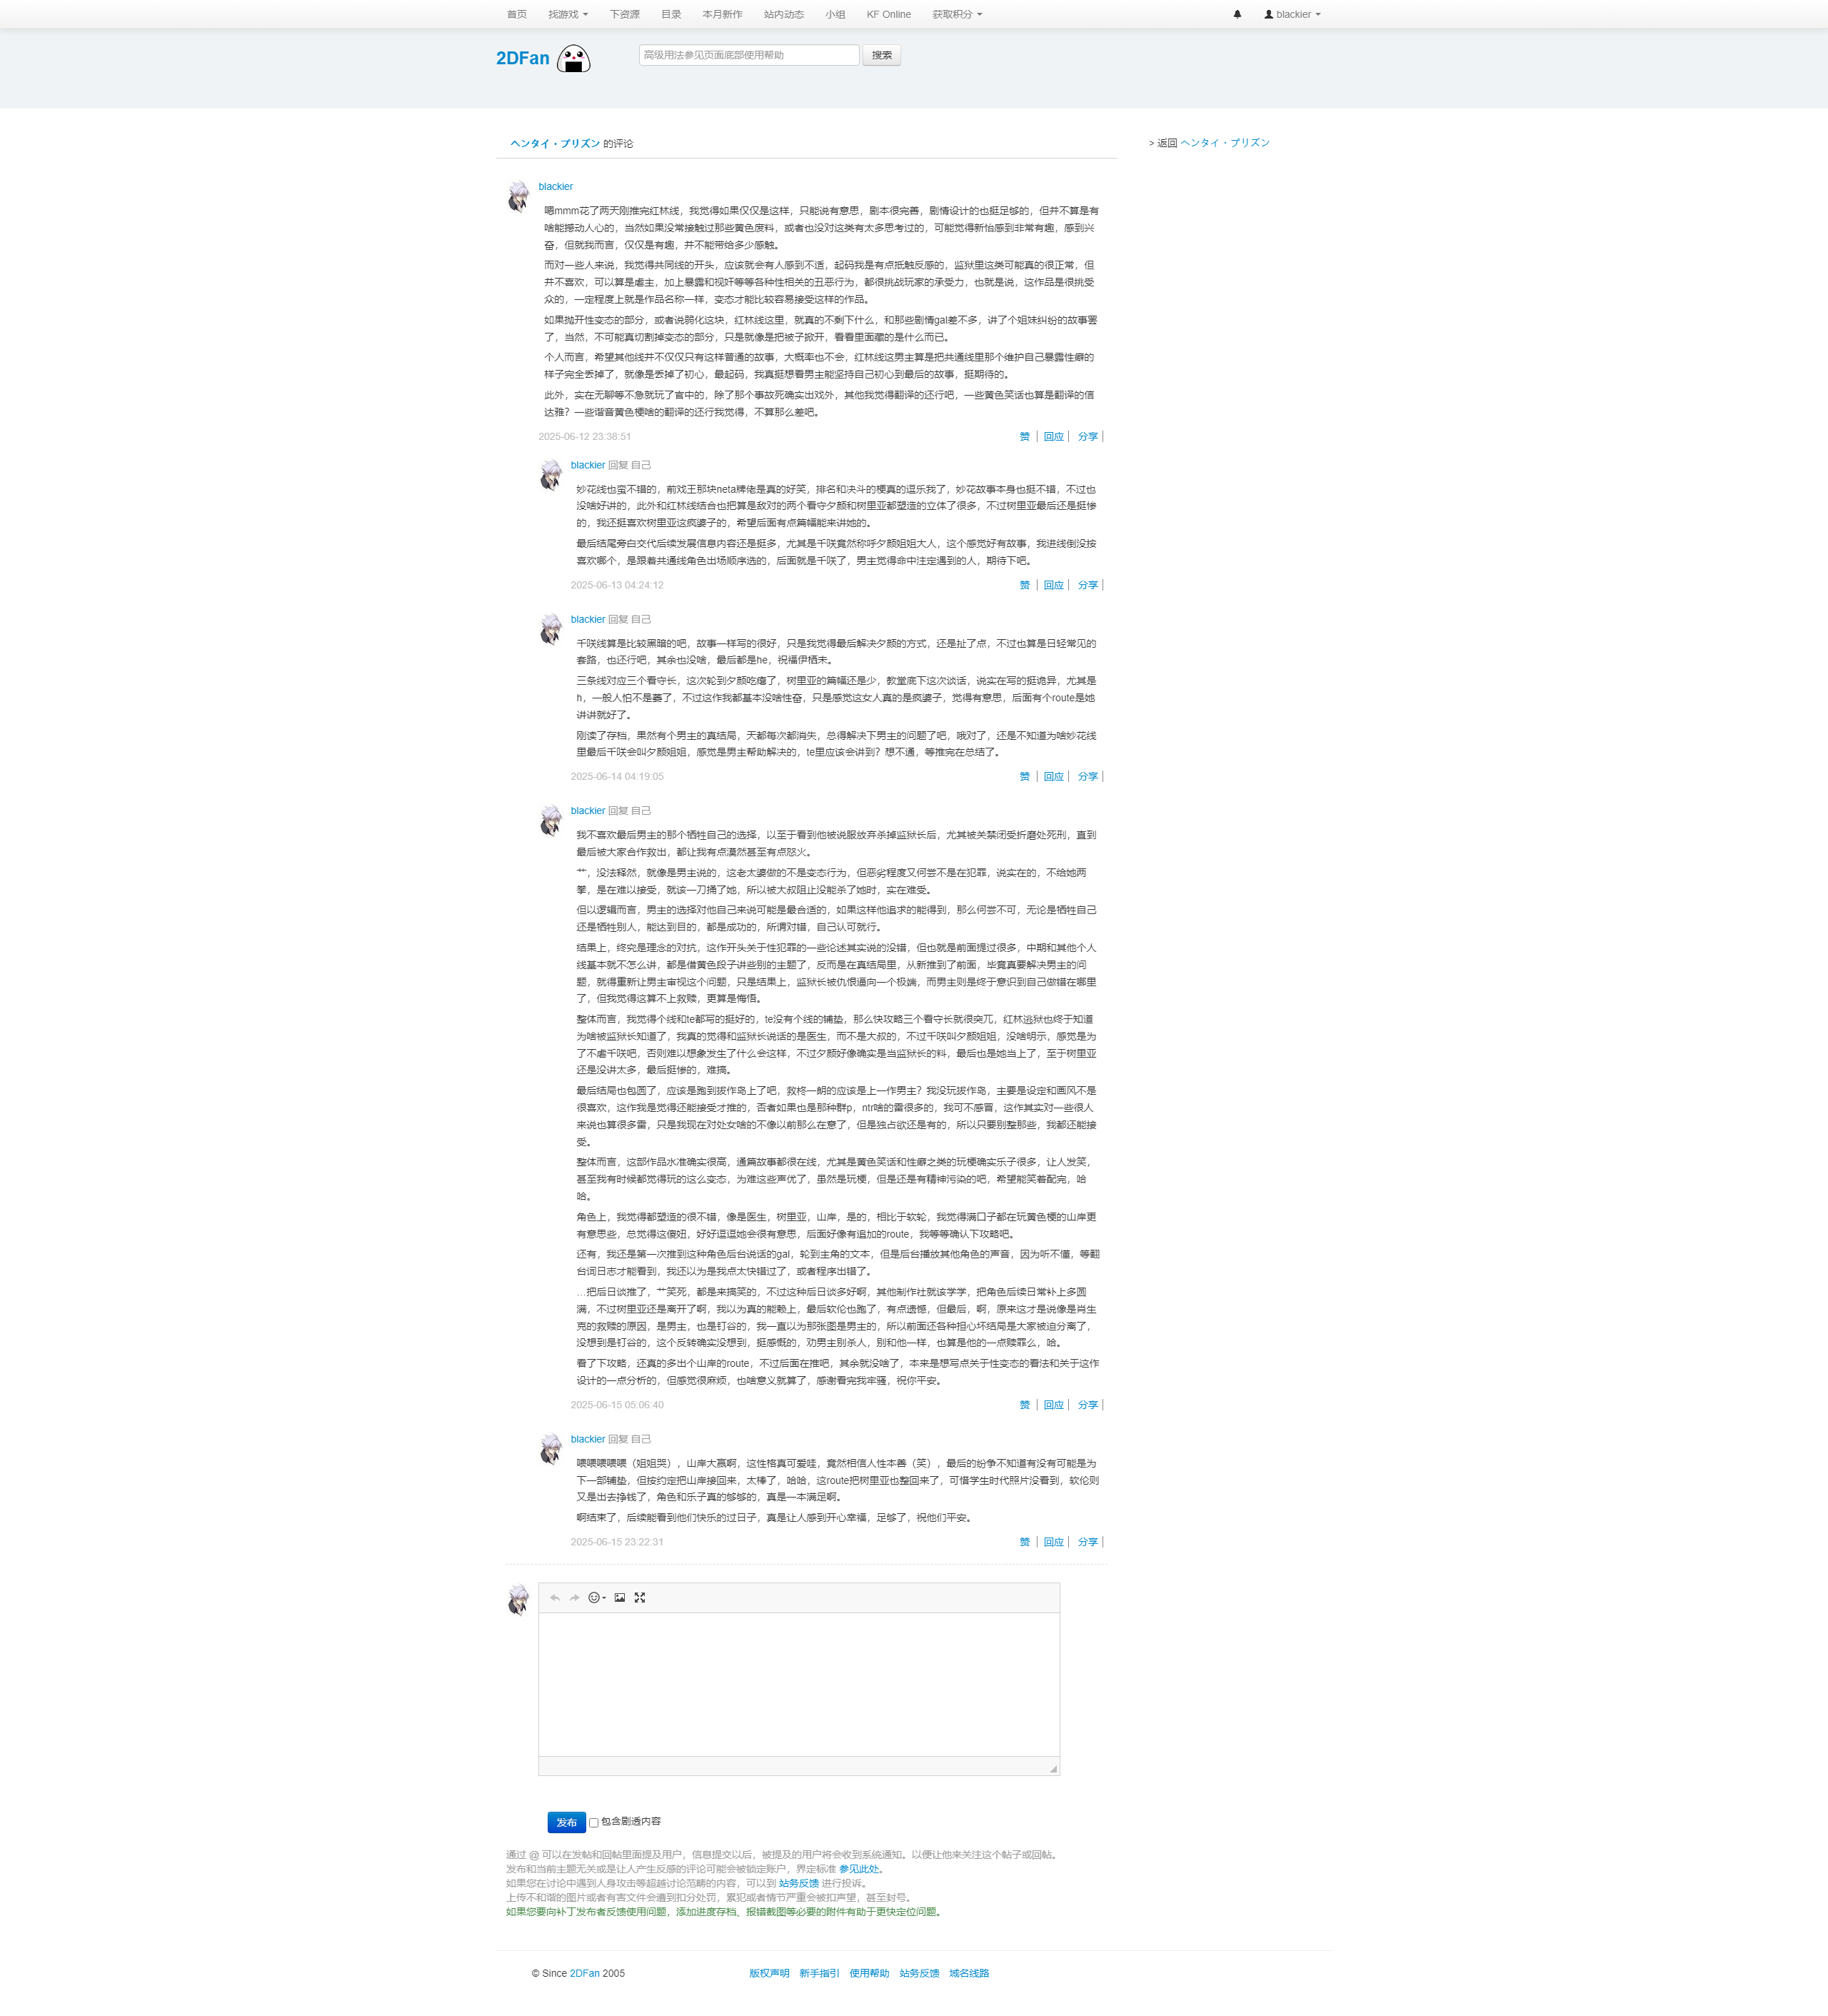 首页 找游戏 下资源 目录 本月新作 站内动态 小组 KF Online 获取积分 blackier
2DFan 高级用法参见页面底部使用帮助 搜索
ヘンタイ・プリズン 的评论
> 返回 ヘンタイ・プリズン
blackier
嗯mmm花了两天刚推完红林线，我觉得如果仅仅是这样，只能说有意思，剧本很完善，剧情设计的也挺足够的，但并不算是有
啥能撼动人心的，当然如果没常接触过那些黄色废料，或者也没对这类有太多思考过的，可能觉得新怡感到非常有趣，感到兴
奋，但就我而言，仅仅是有趣，并不能带给多少感触。
而对一些人来说，我觉得共同线的开头，应该就会有人感到不适，起码我是有点抵触反感的，监狱里这类可能真的很正常，但
并不喜欢，可以算是虐主，加上暴露和视奸等等各种性相关的丑恶行为，都很挑战玩家的承受力，也就是说，这作品是很挑受
众的，一定程度上就是作品名称一样，变态才能比较容易接受这样的作品。
如果抛开性变态的部分，或者说弱化这块，红林线这里，就真的不剩下什么，和那些剧情gal差不多，讲了个姐妹纠纷的故事罢
了，当然，不可能真切割掉变态的部分，只是就像是把被子掀开，看看里面藏的是什么而已。
个人而言，希望其他线并不仅仅只有这样普通的故事，大概率也不会，红林线这男主算是把共通线里那个维护自己暴露性癖的
样子完全丢掉了，就像是丢掉了初心，最起码，我真挺想看男主能坚持自己初心到最后的故事，挺期待的。
此外，实在无聊等不急就玩了官中的，除了那个事故死确实出戏外，其他我觉得翻译的还行吧，一些黄色笑话也算是翻译的信
达雅？一些谐音黄色梗啥的翻译的还行我觉得，不算那么差吧。
2025-06-12 23:38:51 赞 | 回应 | 分享 |
blackier 回复 自己
妙花线也蛮不错的，前戏王那块neta牌佬是真的好笑，排名和决斗的梗真的逗乐我了，妙花故事本身也挺不错，不过也
没啥好讲的，此外和红林线结合也把算是敌对的两个看守夕颜和树里亚都塑造的立体了很多，不过树里亚最后还是挺惨
的，我还挺喜欢树里亚这疯婆子的，希望后面有点篇幅能来讲她的。
最后结尾旁白交代后续发展信息内容还是挺多，尤其是千咲竟然称呼夕颜姐姐大人，这个感觉好有故事，我进线倒没按
喜欢哪个，是跟着共通线角色出场顺序选的，后面就是千咲了，男主觉得命中注定遇到的人，期待下吧。
2025-06-13 04:24:12 赞 | 回应 | 分享 |
blackier 回复 自己
千咲线算是比较黑暗的吧，故事一样写的很好，只是我觉得最后解决夕颜的方式，还是扯了点，不过也算是日轻常见的
套路，也还行吧，其余也没啥，最后都是he，祝福伊栖未。
三条线对应三个看守长，这次轮到夕颜吃瘪了，树里亚的篇幅还是少，教堂底下这次谈话，说实在写的挺诡异，尤其是
h，一般人怕不是萎了，不过这作我都基本没啥性奋，只是感觉这女人真的是疯婆子，觉得有意思，后面有个route是她
讲讲就好了。
刚读了存档，果然有个男主的真结局，天都每次都消失，总得解决下男主的问题了吧，哦对了，还是不知道为啥妙花线
里最后千咲会叫夕颜姐姐，感觉是男主帮助解决的，te里应该会讲到？想不通，等推完在总结了。
2025-06-14 04:19:05 赞 | 回应 | 分享 |
blackier 回复 自己
我不喜欢最后男主的那个牺牲自己的选择，以至于看到他被说服放弃杀掉监狱长后，尤其被关禁闭受折磨处死刑，直到
最后被大家合作救出，都让我有点漠然甚至有点怒火。
艹，没法释然，就像是男主说的，这老太婆做的不是变态行为，但恶劣程度又何尝不是在犯罪，说实在的，不给她两
拳，是在难以接受，就该一刀捅了她，所以被大叔阻止没能杀了她时，实在难受。
但以逻辑而言，男主的选择对他自己来说可能是最合适的，如果这样他追求的能得到，那么何尝不可，无论是牺牲自己
还是牺牲别人，能达到目的，都是成功的，所谓对错，自己认可就行。
结果上，终究是理念的对抗，这作开头关于性犯罪的一些论述其实说的没错，但也就是前面提过很多，中期和其他个人
线基本就不怎么讲，都是借黄色段子讲些别的主题了，反而是在真结局里，从新推到了前面，毕竟真要解决男主的问
题，就得重新让男主审视这个问题，只是结果上，监狱长被仇恨逼向一个极端，而男主则是终于意识到自己做错在哪里
了，但我觉得这算不上救赎，更算是悔悟。
整体而言，我觉得个线和te都写的挺好的，te没有个线的铺垫，那么快攻略三个看守长就很突兀，红林逃狱也终于知道
为啥被监狱长知道了，我真的觉得和监狱长说话的是医生，而不是大叔的，不过千咲叫夕颜姐姐，没啥明示，感觉是为
了不虐千咲吧，否则难以想象发生了什么会这样，不过夕颜好像确实是当监狱长的料，最后也是她当上了，至于树里亚
还是没讲太多，最后挺惨的，难搞。
最后结局也包圆了，应该是跑到拔作岛上了吧，救柊一朗的应该是上一作男主？我没玩拔作岛，主要是设定和画风不是
很喜欢，这作我是觉得还能接受才推的，否者如果也是那种群p，ntr啥的雷很多的，我可不感冒，这作其实对一些很人
来说也算很多雷，只是我现在对处女啥的不像以前那么在意了，但是独占欲还是有的，所以只要别整那些，我都还能接
受。
整体而言，这部作品水准确实很高，通篇故事都很在线，尤其是黄色笑话和性癖之类的玩梗确实乐子很多，让人发笑，
甚至我有时候都觉得玩的这么变态，为难这些声优了，虽然是玩梗，但是还是有精神污染的吧，希望能笑着配完，哈
哈。
角色上，我觉得都塑造的很不错，像是医生，树里亚，山岸，是的，相比于软轮，我觉得满口子都在玩黄色梗的山岸更
有意思些，总觉得这傻妞，好好逗逗她会很有意思，后面好像有追加的route，我等等确认下攻略吧。
还有，我还是第一次推到这种角色后台说话的gal，轮到主角的文本，但是后台播放其他角色的声音，因为听不懂，等翻
台词日志才能看到，我还以为是我点太快错过了，或者程序出错了。
…把后日谈推了，艹笑死，都是来搞笑的，不过这种后日谈多好啊，其他制作社就该学学，把角色后续日常补上多圆
满，不过树里亚还是离开了啊，我以为真的能赖上，最后软伦也跑了，有点遗憾，但最后，啊，原来这才是说像是肖生
克的救赎的原因，是男主，也是钉谷的，我一直以为那张图是男主的，所以前面还各种担心坏结局是大家被迫分离了，
没想到是钉谷的，这个反转确实没想到，挺感慨的，劝男主别杀人，别和他一样，也算是他的一点赎罪么，哈。
看了下攻略，还真的多出个山岸的route，不过后面在推吧，其余就没啥了，本来是想写点关于性变态的看法和关于这作
设计的一点分析的，但感觉很麻烦，也啥意义就算了，感谢看完我牢骚，祝你平安。
2025-06-15 05:06:40 赞 | 回应 | 分享 |
blackier 回复 自己
喂喂喂喂喂（姐姐哭），山岸大赢啊，这性格真可爱哇，竟然相信人性本善（笑），最后的纷争不知道有没有可能是为
下一部铺垫，但按约定把山岸接回来，太棒了，哈哈，这route把树里亚也整回来了，可惜学生时代照片没看到，软伦则
又是出去挣钱了，角色和乐子真的够够的，真是一本满足啊。
啊结束了，后续能看到他们快乐的过日子，真是让人感到开心幸福，足够了，祝他们平安。
2025-06-15 23:22:31 赞 | 回应 | 分享 |
发布 包含剧透内容
通过 @ 可以在发帖和回帖里面提及用户，信息提交以后，被提及的用户将会收到系统通知。以便让他来关注这个帖子或回帖。
发布和当前主题无关或是让人产生反感的评论可能会被锁定账户，界定标准 参见此处。
如果您在讨论中遇到人身攻击等超越讨论范畴的内容，可以到 站务反馈 进行投诉。
上传不和谐的图片或者有害文件会遭到扣分处罚，累犯或者情节严重会被扣声望，甚至封号。
如果您要向补丁发布者反馈使用问题，添加进度存档、报错截图等必要的附件有助于更快定位问题。
© Since 2DFan 2005 版权声明 新手指引 使用帮助 站务反馈 域名线路